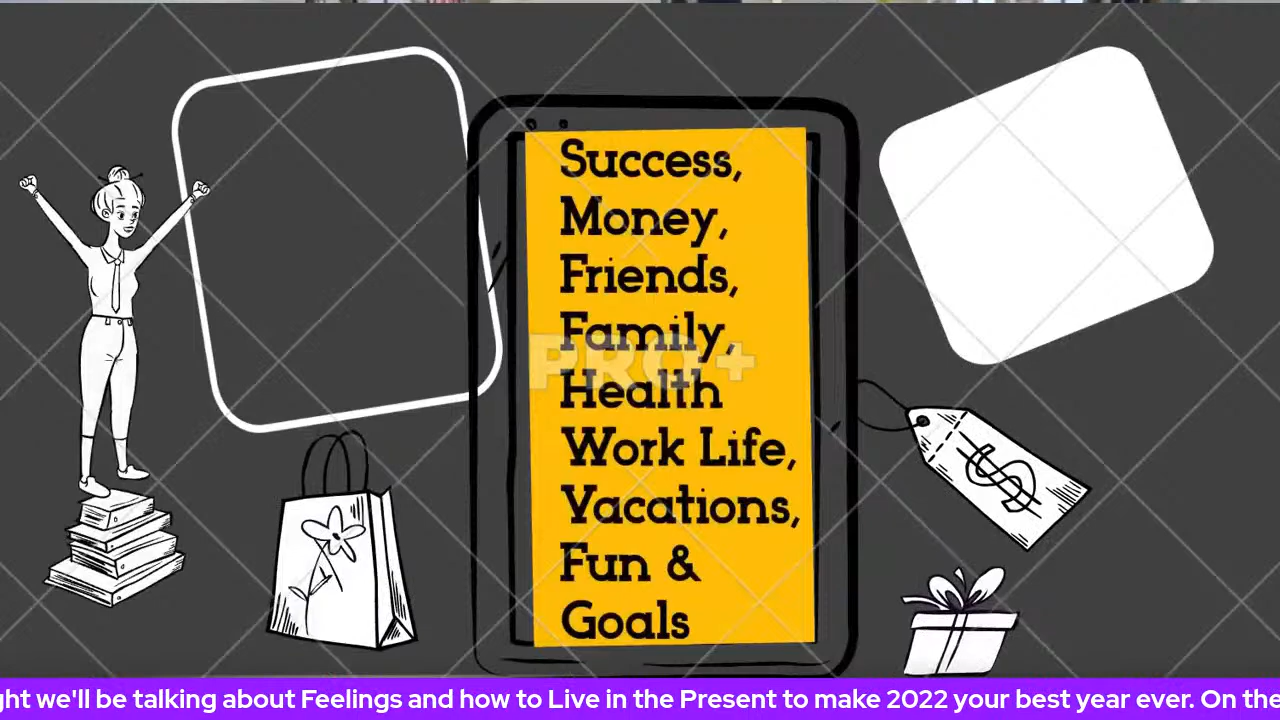 Success,
Money,
Friends,
Family,
PRO+
Health
Work Life,
Vacations,
Fun &
Goals
$
ght we'll be talking about Feelings and how to Live in the Present to make 2022 your best year ever. On the